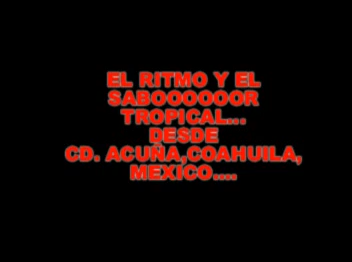 EL RITMO Y EL
SABOOOOOOR
TROPICAL...
DESDE
CD. ACUÑA,COAHUILA,
MEXICO....